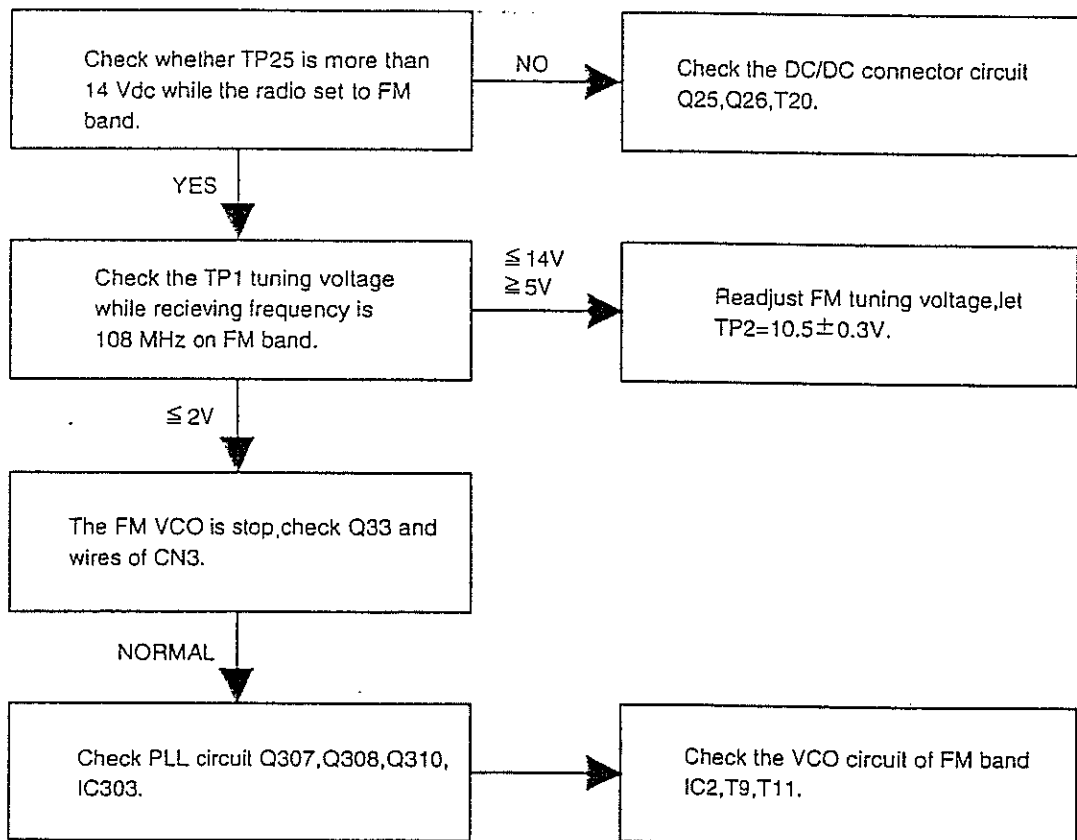 Check whether TP25 is more than
14 Vdc while the radio set to FM
band.
NO
Check the DC/DC connector circuit
Q25,Q26,T20.
YES
Check the TP1 tuning voltage
while recieving frequency is
108 MHz on FM band.
≦14V
≧5V
Readjust FM tuning voltage,let
TP2=10.5±0.3V.
≦2V
The FM VCO is stop,check Q33 and
wires of CN3.
NORMAL
Check PLL circuit Q307,Q308,Q310,
IC303.
Check the VCO circuit of FM band
IC2,T9,T11.